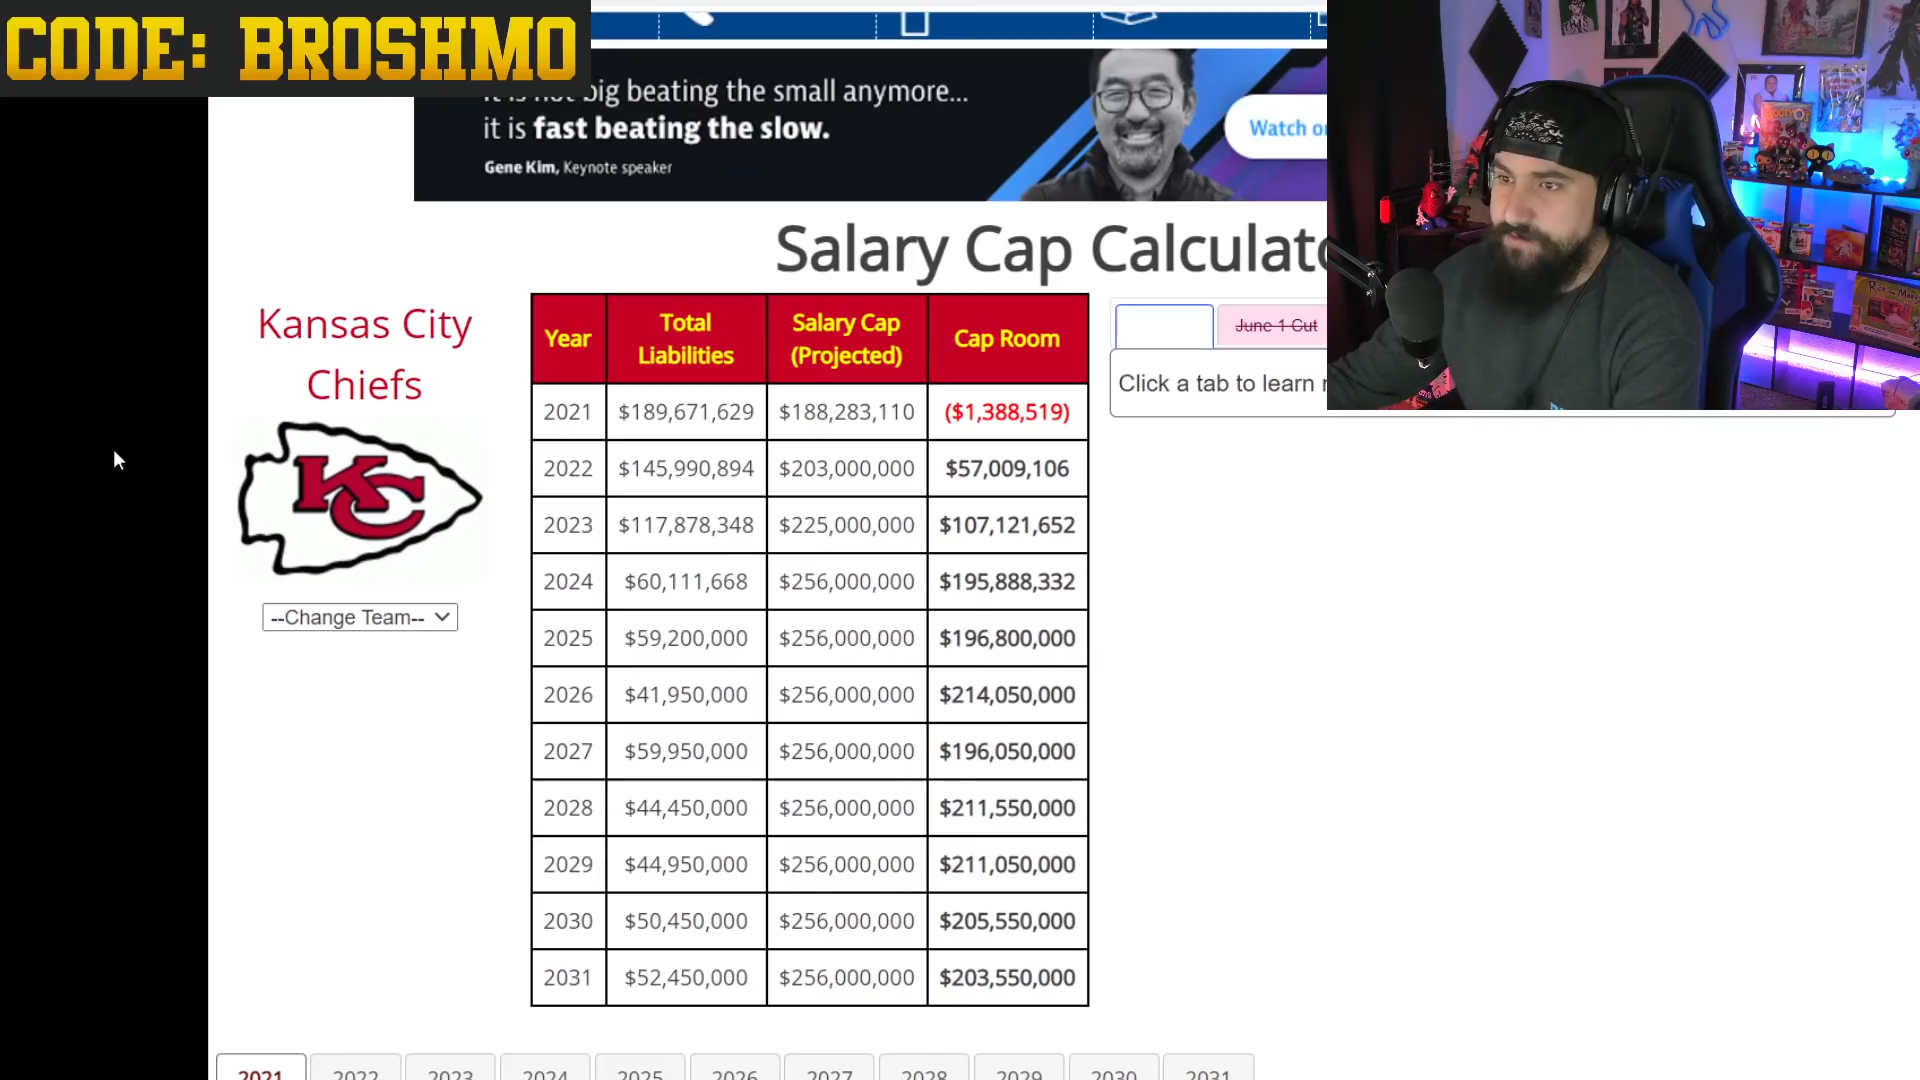 CODE: BROSHMO
big beating the small anymore...
it is fast beating the slow.
Gene Kim, Keynote speaker
Watch
Salary Cap
Kansas City
Chiefs
KC
--Change Team--
Year Total Liabilities Salary Cap (Projected) Cap Room
2021 $189,671,629 $188,283,110 ($1,388,519)
2022 $145,990,894 $203,000,000 $57,009,106
2023 $117,878,348 $225,000,000 $107,121,652
2024 $60,111,668 $256,000,000 $195,888,332
2025 $59,200,000 $256,000,000 $196,800,000
2026 $41,950,000 $256,000,000 $214,050,000
2027 $59,950,000 $256,000,000 $196,050,000
2028 $44,450,000 $256,000,000 $211,550,000
2029 $44,950,000 $256,000,000 $211,050,000
2030 $50,450,000 $256,000,000 $205,550,000
2031 $52,450,000 $256,000,000 $203,550,000
June 1 Cut
Click a tab to learn
2021 2022 2023 2024 2025 2026 2027 2028 2029 2030 2031